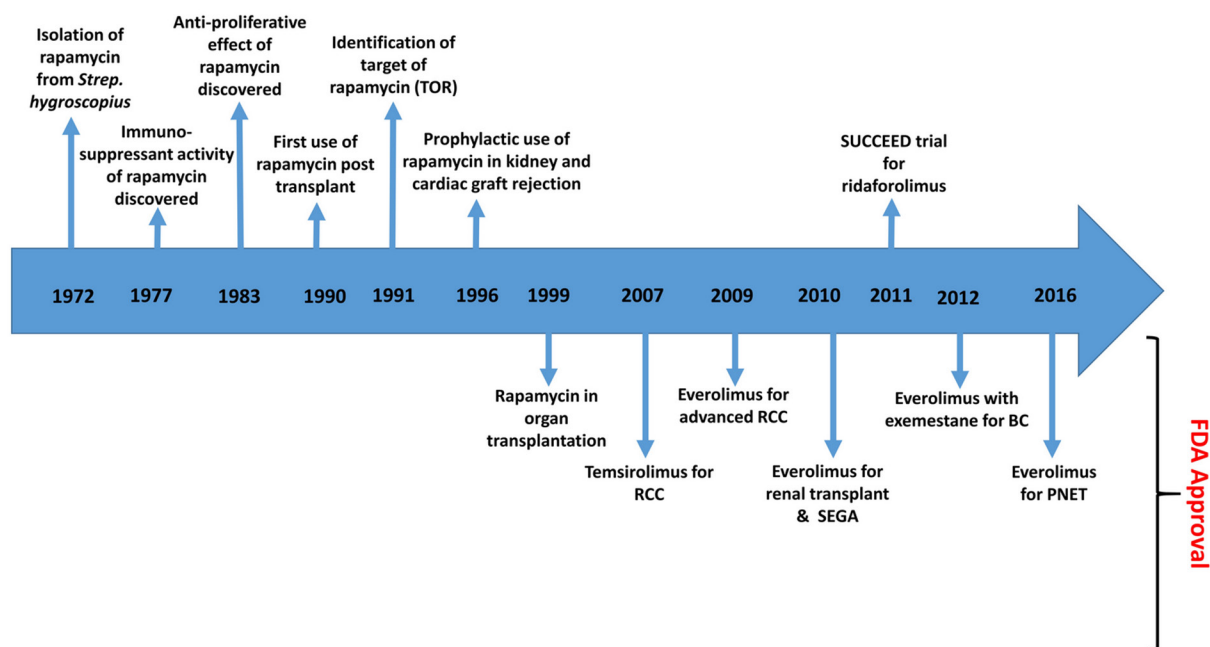 Isolation of
rapamycin
from Strep.
hygroscopius
Immuno-
suppressant activity
of rapamycin
discovered
Anti-proliferative
effect of
rapamycin
discovered
First use of
rapamycin post
transplant
Identification of
target of
rapamycin (TOR)
Prophylactic use of
rapamycin in kidney and
cardiac graft rejection
SUCCEED trial
for
ridaforolimus
1972
1977
1983
1990
1991
1996
1999
2007
2009
2010
2011
2012
2016
Rapamycin in
organ
transplantation
Temsirolimus for
RCC
Everolimus for
advanced RCC
Everolimus for
renal transplant
& SEGA
Everolimus with
exemestane for BC
Everolimus
for PNET
FDA Approval